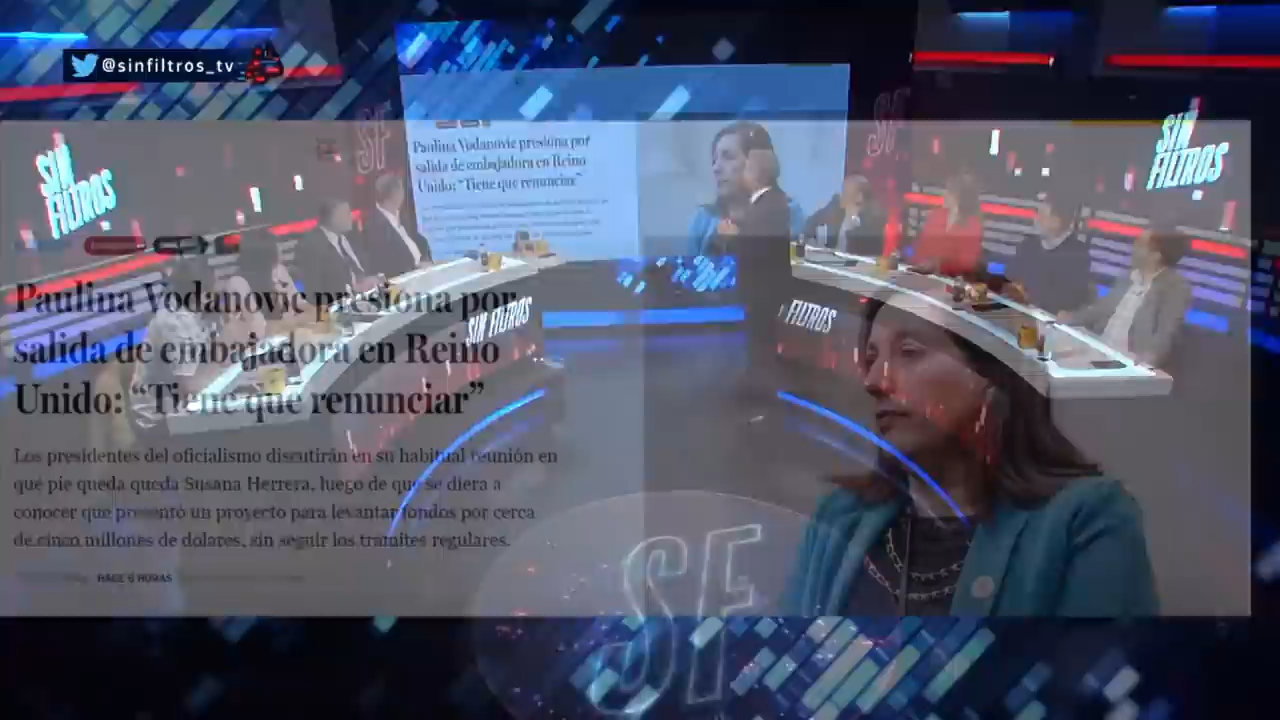 @sinfiltros_tv
SF
SF
SIN
FILTROS
SIN
FILTROS
Paulina Vodanovic presiona por
salida de embajadora en Reino
Unido: “Tiene que renunciar”
SIN FILTROS
FILTROS
Paulina Vodanovic presiona por
salida de embajadora en Reino
Unido: “Tiene que renunciar”
Los presidentes del oficialismo discutirán en su habitual reunión en
qué pie queda queda Susana Herrera, luego de que se diera a
conocer que presentó un proyecto para levantar fondos por cerca
de cinco millones de dólares, sin seguir los trámites regulares.
HACE 6 HORAS
SF